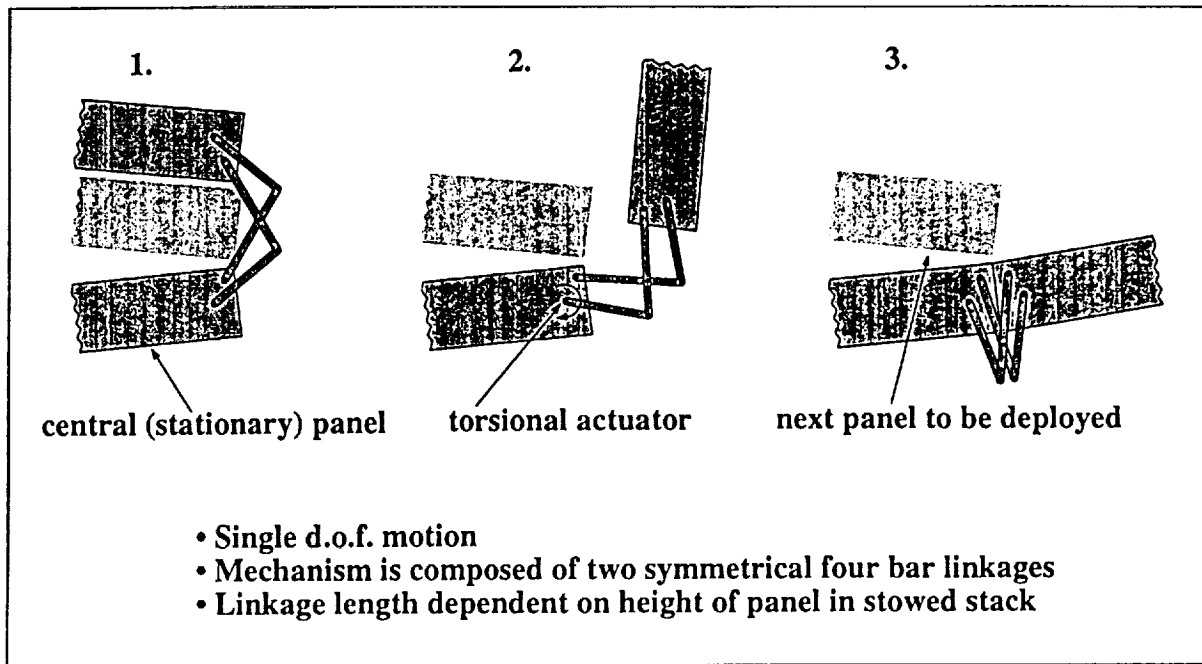 1.
2.
3.
central (stationary) panel
torsional actuator
next panel to be deployed
• Single d.o.f. motion
• Mechanism is composed of two symmetrical four bar linkages
• Linkage length dependent on height of panel in stowed stack